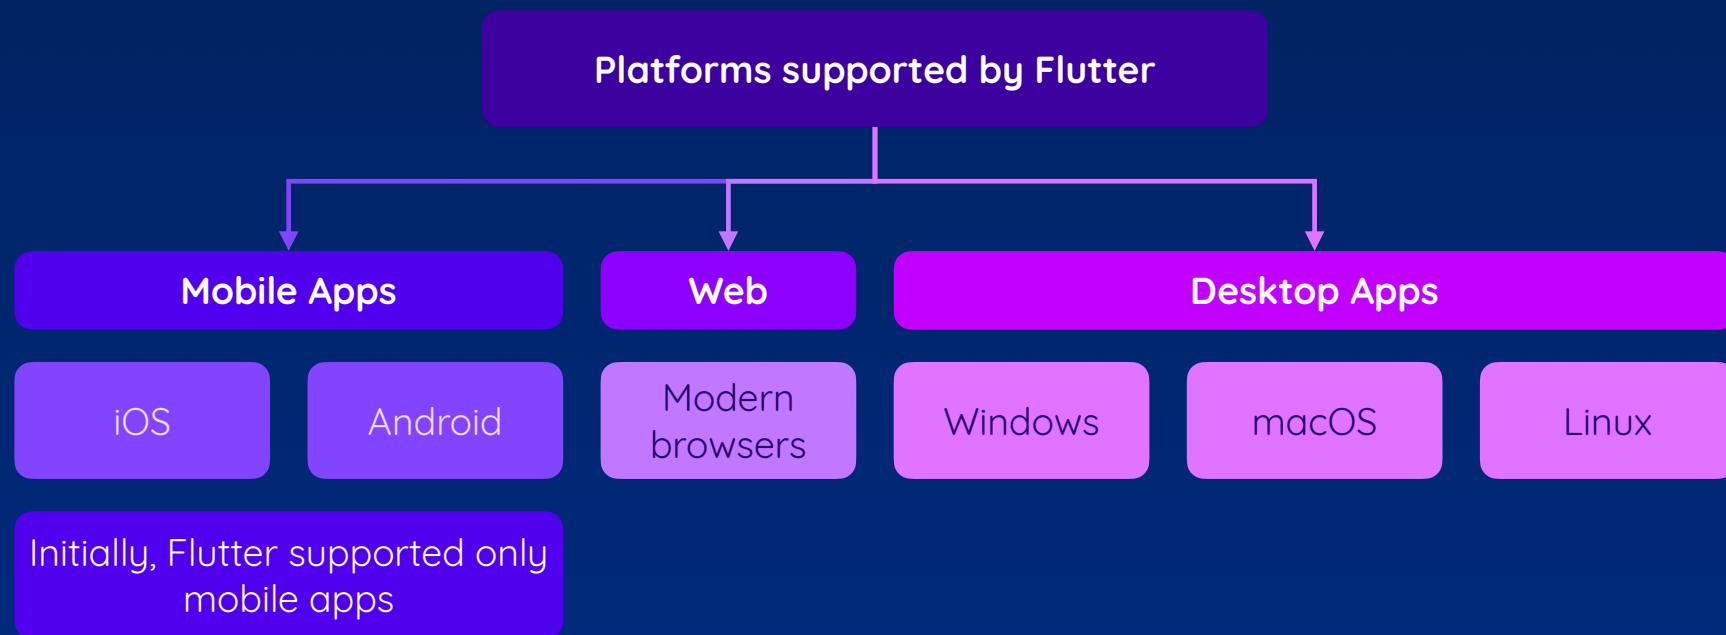 Platforms supported by Flutter
Mobile Apps
Web
Desktop Apps
iOS
Android
Modern
browsers
Windows
macOS
Linux
Initially, Flutter supported only
mobile apps